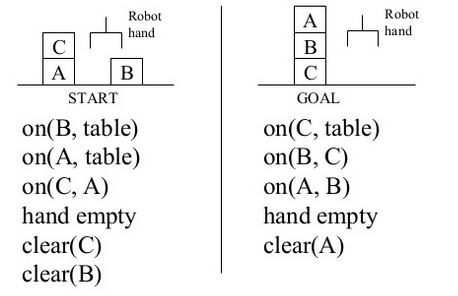 Robot
hand
C
A
B
START
on(B, table)
on(A, table)
on(C, A)
hand empty
clear(C)
clear(B)
Robot
hand
A
B
C
GOAL
on(C, table)
on(B, C)
on(A, B)
hand empty
clear(A)